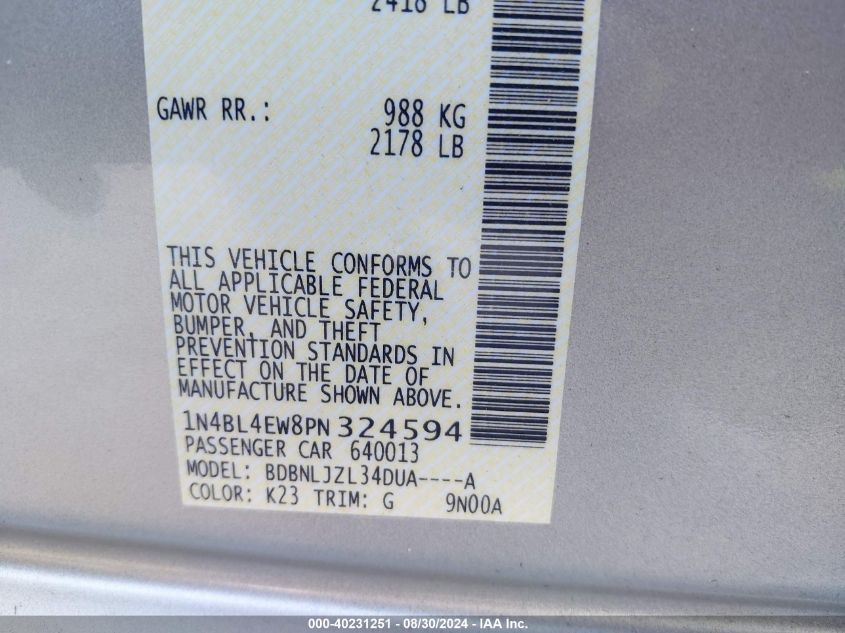 2418 LB
GAWR RR.: 988 KG
2178 LB
THIS VEHICLE CONFORMS TO
ALL APPLICABLE FEDERAL
MOTOR VEHICLE SAFETY,
BUMPER, AND THEFT
PREVENTION STANDARDS IN
EFFECT ON THE DATE OF
MANUFACTURE SHOWN ABOVE.
1N4BL4EW8PN 324594
PASSENGER CAR 640013
MODEL: BDBNLJZL34DUA----A
COLOR: K23 TRIM: G 9N00A
000-40231251 - 08/30/2024 - IAA Inc.